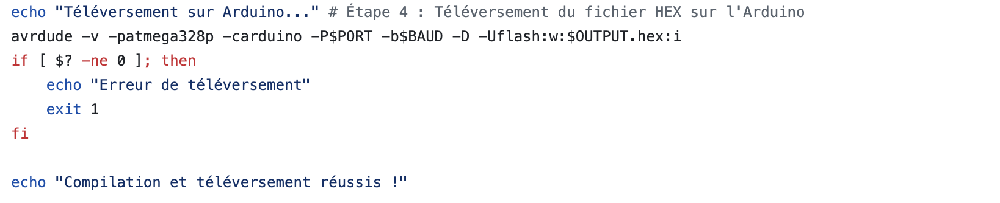 echo "Téléversement sur Arduino..." # Étape 4 : Téléversement du fichier HEX sur l'Arduino
avrdude -v -patmega328p -carduino -P$PORT -b$BAUD -D -Uflash:w:$OUTPUT.hex:i
if [ $? -ne 0 ]; then
    echo "Erreur de téléversement"
    exit 1
fi

echo "Compilation et téléversement réussis !"